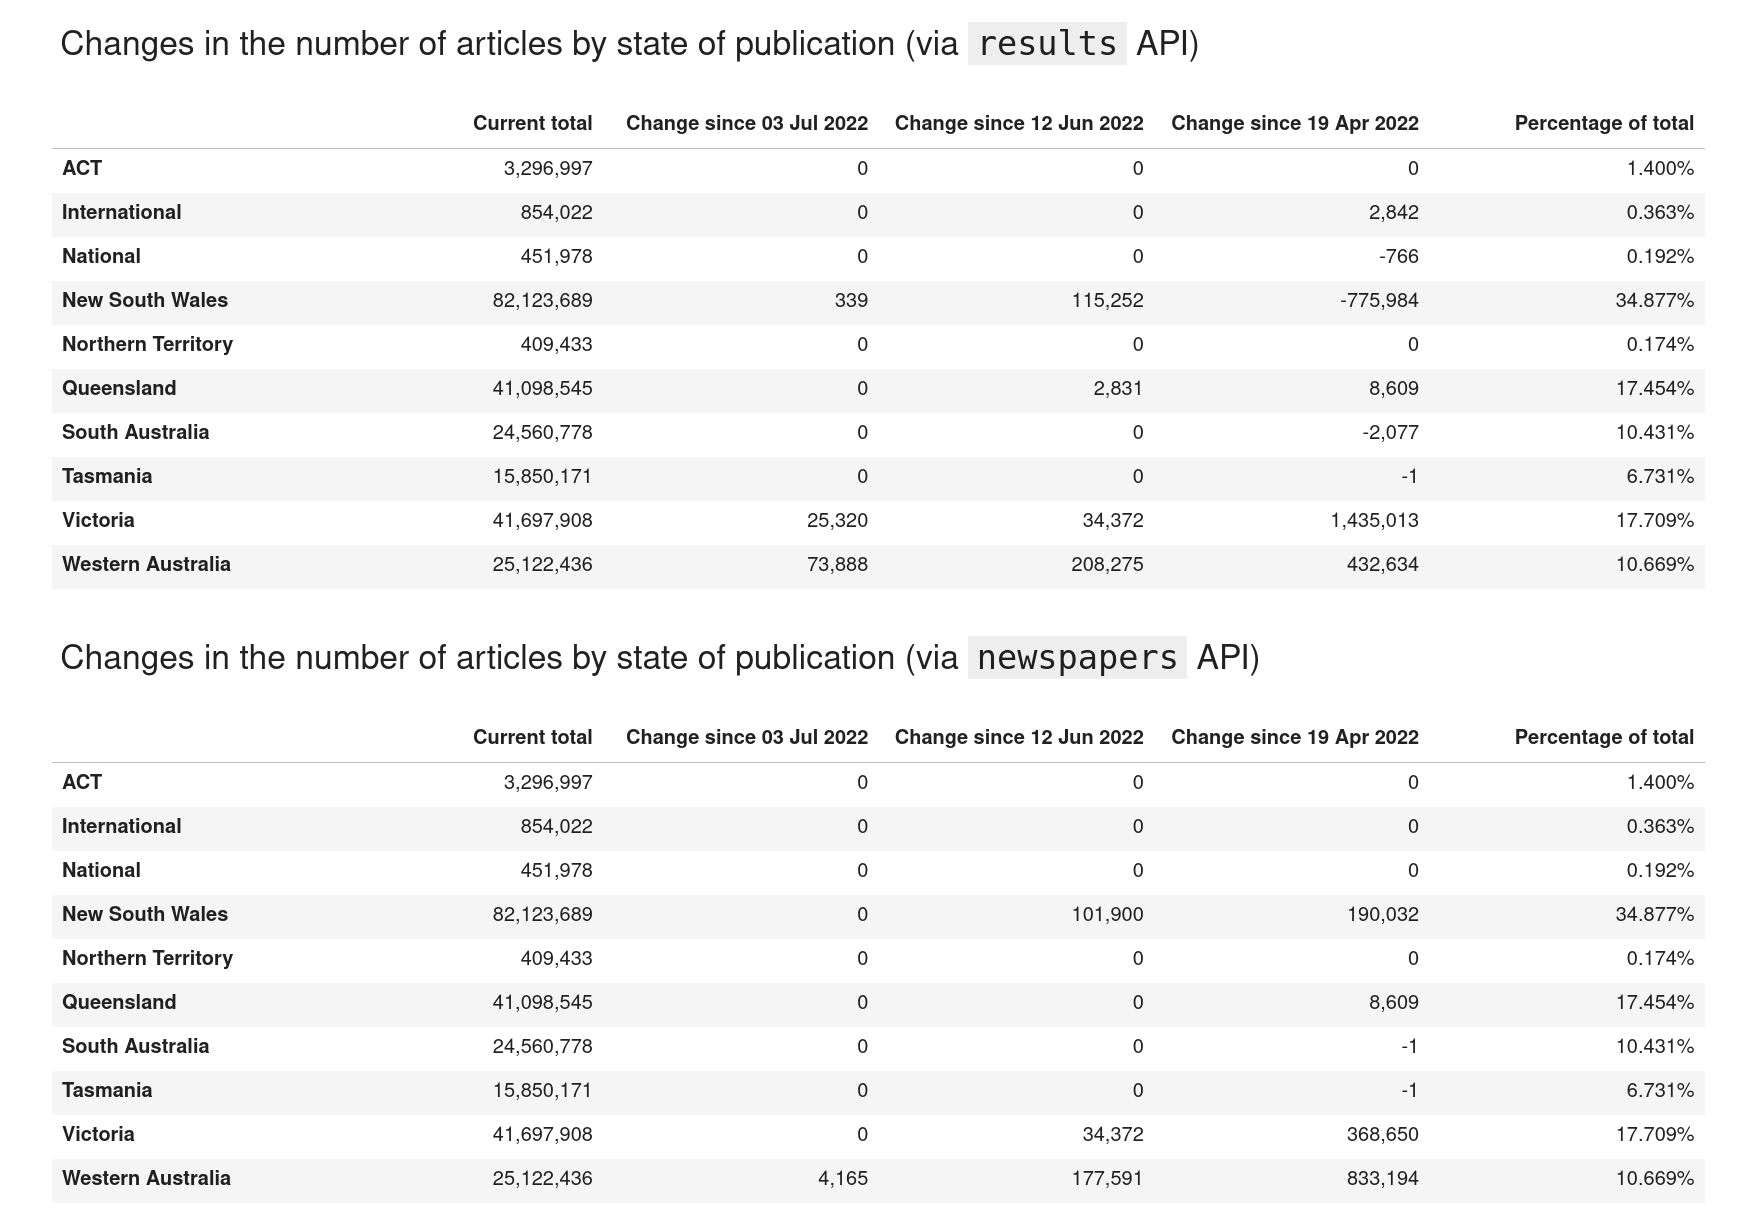 Changes in the number of articles by state of publication (via results API)
Current total Change since 03 Jul 2022 Change since 12 Jun 2022 Change since 19 Apr 2022 Percentage of total
ACT 3,296,997 0 0 0 1.400%
International 854,022 0 0 2,842 0.363%
National 451,978 0 0 -766 0.192%
New South Wales 82,123,689 339 115,252 -775,984 34.877%
Northern Territory 409,433 0 0 0 0.174%
Queensland 41,098,545 0 2,831 8,609 17.454%
South Australia 24,560,778 0 0 -2,077 10.431%
Tasmania 15,850,171 0 0 -1 6.731%
Victoria 41,697,908 25,320 34,372 1,435,013 17.709%
Western Australia 25,122,436 73,888 208,275 432,634 10.669%
Changes in the number of articles by state of publication (via newspapers API)
Current total Change since 03 Jul 2022 Change since 12 Jun 2022 Change since 19 Apr 2022 Percentage of total
ACT 3,296,997 0 0 0 1.400%
International 854,022 0 0 0 0.363%
National 451,978 0 0 0 0.192%
New South Wales 82,123,689 0 101,900 190,032 34.877%
Northern Territory 409,433 0 0 0 0.174%
Queensland 41,098,545 0 0 8,609 17.454%
South Australia 24,560,778 0 0 -1 10.431%
Tasmania 15,850,171 0 0 -1 6.731%
Victoria 41,697,908 0 34,372 368,650 17.709%
Western Australia 25,122,436 4,165 177,591 833,194 10.669%